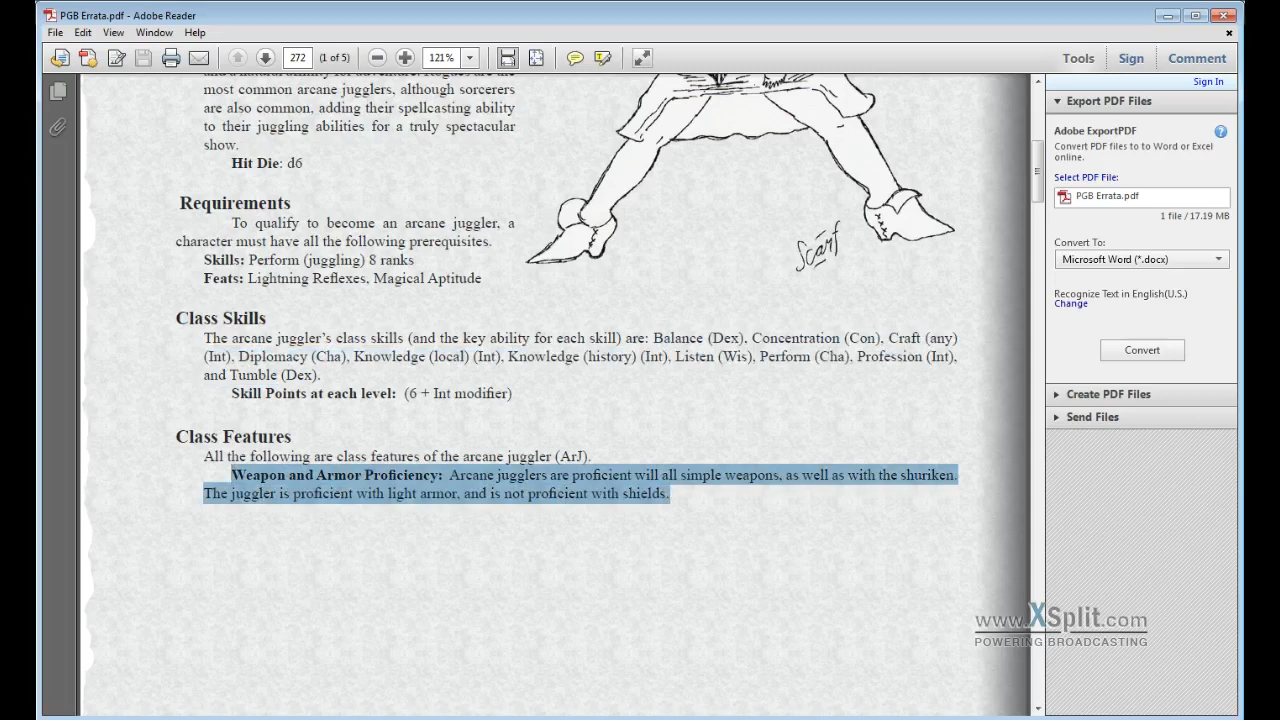 PGB Errata.pdf - Adobe Reader
File Edit View Window Help
272 (1 of 5) 121%
Tools Sign Comment
most common arcane jugglers, although sorcerers
are also common, adding their spellcasting ability
to their juggling abilities for a truly spectacular
show.
Hit Die: d6
Requirements
To qualify to become an arcane juggler, a
character must have all the following prerequisites.
Skills: Perform (juggling) 8 ranks
Feats: Lightning Reflexes, Magical Aptitude
Scarf
Class Skills
The arcane juggler's class skills (and the key ability for each skill) are: Balance (Dex), Concentration (Con), Craft (any)
(Int), Diplomacy (Cha), Knowledge (local) (Int), Knowledge (history) (Int), Listen (Wis), Perform (Cha), Profession (Int),
and Tumble (Dex).
Skill Points at each level: (6 + Int modifier)
Class Features
All the following are class features of the arcane juggler (ArJ).
Weapon and Armor Proficiency: Arcane jugglers are proficient will all simple weapons, as well as with the shuriken.
The juggler is proficient with light armor, and is not proficient with shields.
Sign In
Export PDF Files
Adobe ExportPDF
Convert PDF files to to Word or Excel
online.
Select PDF File:
PGB Errata.pdf
1 file / 17.19 MB
Convert To:
Microsoft Word (*.docx)
Recognize Text in English(U.S.)
Change
Convert
Create PDF Files
Send Files
www.XSplit.com
POWERING BROADCASTING